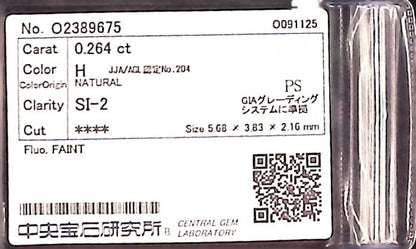 No. O2389675 O091125
Carat 0.264 ct
Color H JJA/AGL認定No.204
ColorOrigin NATURAL
PS
Clarity SI-2 GIAグレーディング
システムに準拠
Cut **** Size 5.68 × 3.83 × 2.16 mm
Fluo. FAINT
中央宝石研究所 ® CENTRAL GEM
LABORATORY